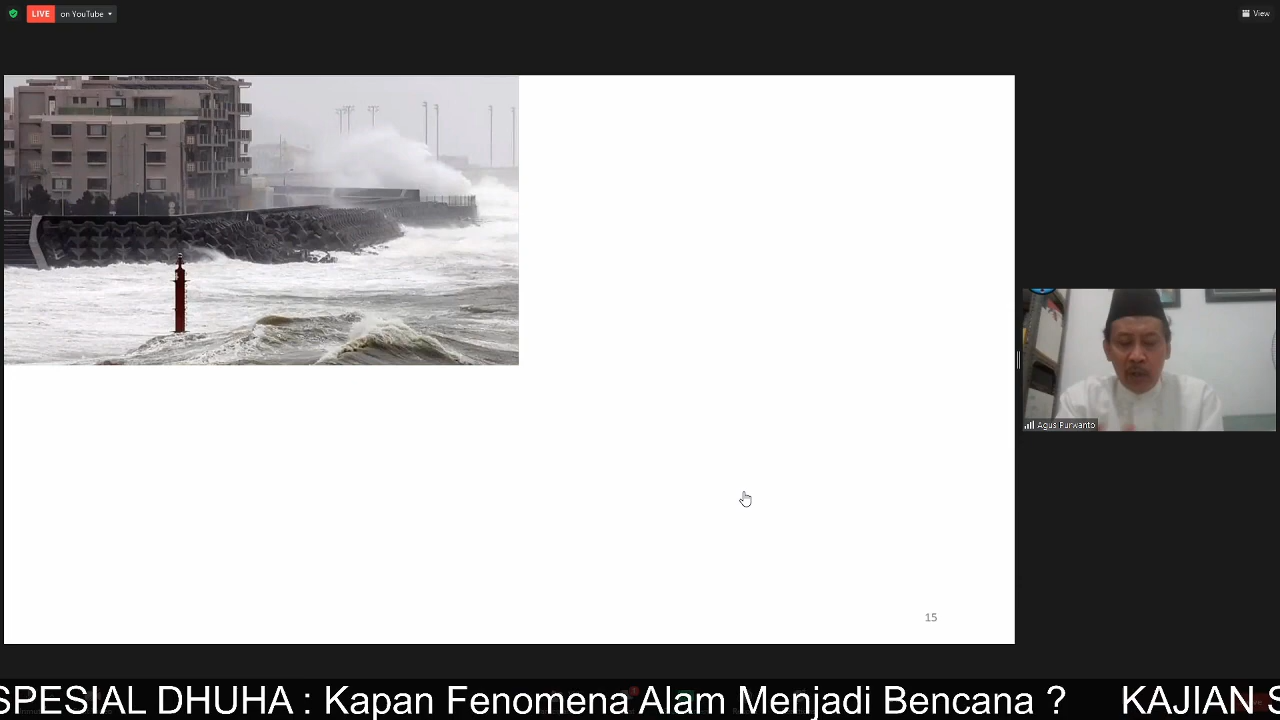 LIVE on YouTube
View
Agus Purwanto
15
SPESIAL DHUHA : Kapan Fenomena Alam Menjadi Bencana ? KAJIAN S